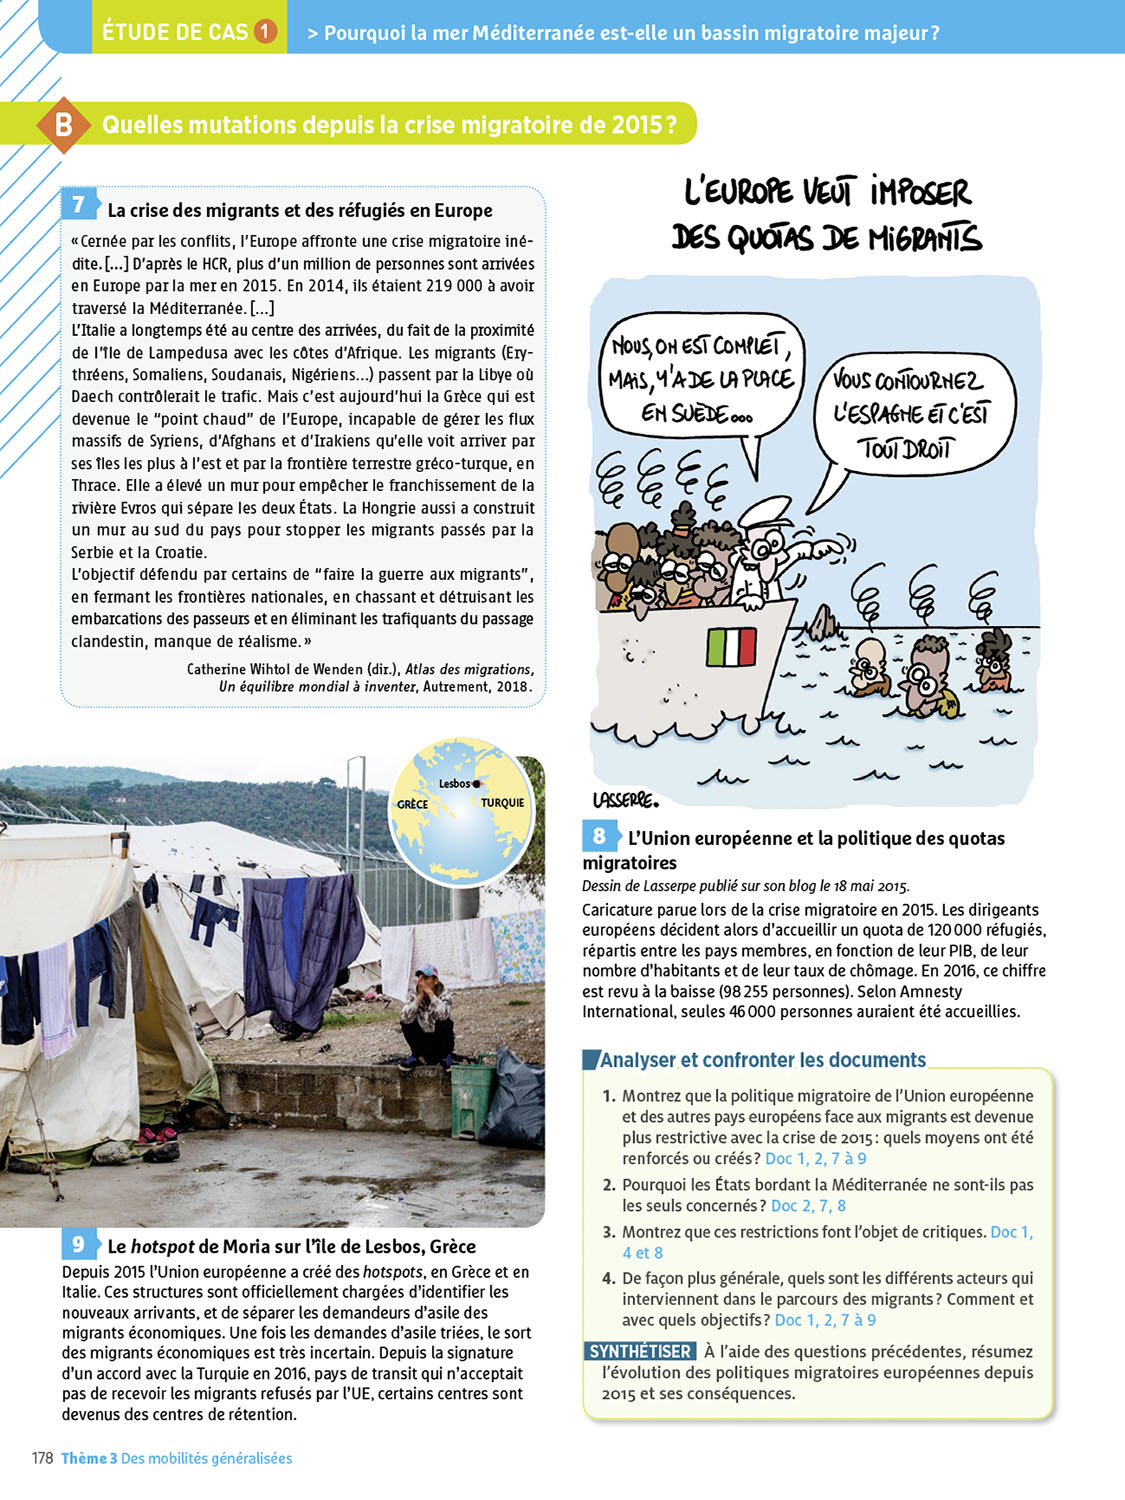 ÉTUDE DE CAS 1
> Pourquoi la mer Méditerranée est-elle un bassin migratoire majeur ?
B Quelles mutations depuis la crise migratoire de 2015 ?
7 La crise des migrants et des réfugiés en Europe
« Cernée par les conflits, l’Europe affronte une crise migratoire iné-
dite. [...] D’après le HCR, plus d’un million de personnes sont arrivées
en Europe par la mer en 2015. En 2014, ils étaient 219 000 à avoir
traversé la Méditerranée. [...]
L’Italie a longtemps été au centre des arrivées, du fait de la proximité
de l’île de Lampedusa avec les côtes d’Afrique. Les migrants (Ery-
thréens, Somaliens, Soudanais, Nigériens...) passent par la Libye où
Daech contrôlerait le trafic. Mais c’est aujourd’hui la Grèce qui est
devenue le “point chaud” de l’Europe, incapable de gérer les flux
massifs de Syriens, d’Afghans et d’Irakiens qu’elle voit arriver par
ses îles les plus à l’est et par la frontière terrestre gréco-turque, en
Thrace. Elle a élevé un mur pour empêcher le franchissement de la
rivière Evros qui sépare les deux États. La Hongrie aussi a construit
un mur au sud du pays pour stopper les migrants passés par la
Serbie et la Croatie.
L’objectif défendu par certains de “faire la guerre aux migrants”,
en fermant les frontières nationales, en chassant et détruisant les
embarcations des passeurs et en éliminant les trafiquants du passage
clandestin, manque de réalisme. »
Catherine Wihtol de Wenden (dir.), Atlas des migrations,
Un équilibre mondial à inventer, Autrement, 2018.
L'EUROPE VEUT IMPOSER
DES QUOTAS DE MIGRANTS
NOUS, ON EST COMPLET,
MAIS, Y'A DE LA PLACE
EN SUÈDE...
VOUS CONTOURNEZ
L'ESPAGNE ET C'EST
TOUT DROIT
LASSERPE.
8 L’Union européenne et la politique des quotas
migratoires
Dessin de Lasserpe publié sur son blog le 18 mai 2015.
Caricature parue lors de la crise migratoire en 2015. Les dirigeants
européens décident alors d’accueillir un quota de 120 000 réfugiés,
répartis entre les pays membres, en fonction de leur PIB, de leur
nombre d’habitants et de leur taux de chômage. En 2016, ce chiffre
est revu à la baisse (98 255 personnes). Selon Amnesty
International, seules 46 000 personnes auraient été accueillies.
Lesbos
GRÈCE
TURQUIE
9 Le hotspot de Moria sur l’île de Lesbos, Grèce
Depuis 2015 l’Union européenne a créé des hotspots, en Grèce et en
Italie. Ces structures sont officiellement chargées d’identifier les
nouveaux arrivants, et de séparer les demandeurs d’asile des
migrants économiques. Une fois les demandes d’asile triées, le sort
des migrants économiques est très incertain. Depuis la signature
d’un accord avec la Turquie en 2016, pays de transit qui n’acceptait
pas de recevoir les migrants refusés par l’UE, certains centres sont
devenus des centres de rétention.
Analyser et confronter les documents
1. Montrez que la politique migratoire de l’Union européenne
et des autres pays européens face aux migrants est devenue
plus restrictive avec la crise de 2015 : quels moyens ont été
renforcés ou créés ? Doc 1, 2, 7 à 9
2. Pourquoi les États bordant la Méditerranée ne sont-ils pas
les seuls concernés ? Doc 2, 7, 8
3. Montrez que ces restrictions font l’objet de critiques. Doc 1,
4 et 8
4. De façon plus générale, quels sont les différents acteurs qui
interviennent dans le parcours des migrants ? Comment et
avec quels objectifs ? Doc 1, 2, 7 à 9
SYNTHÉTISER À l’aide des questions précédentes, résumez
l’évolution des politiques migratoires européennes depuis
2015 et ses conséquences.
178 Thème 3 Des mobilités généralisées